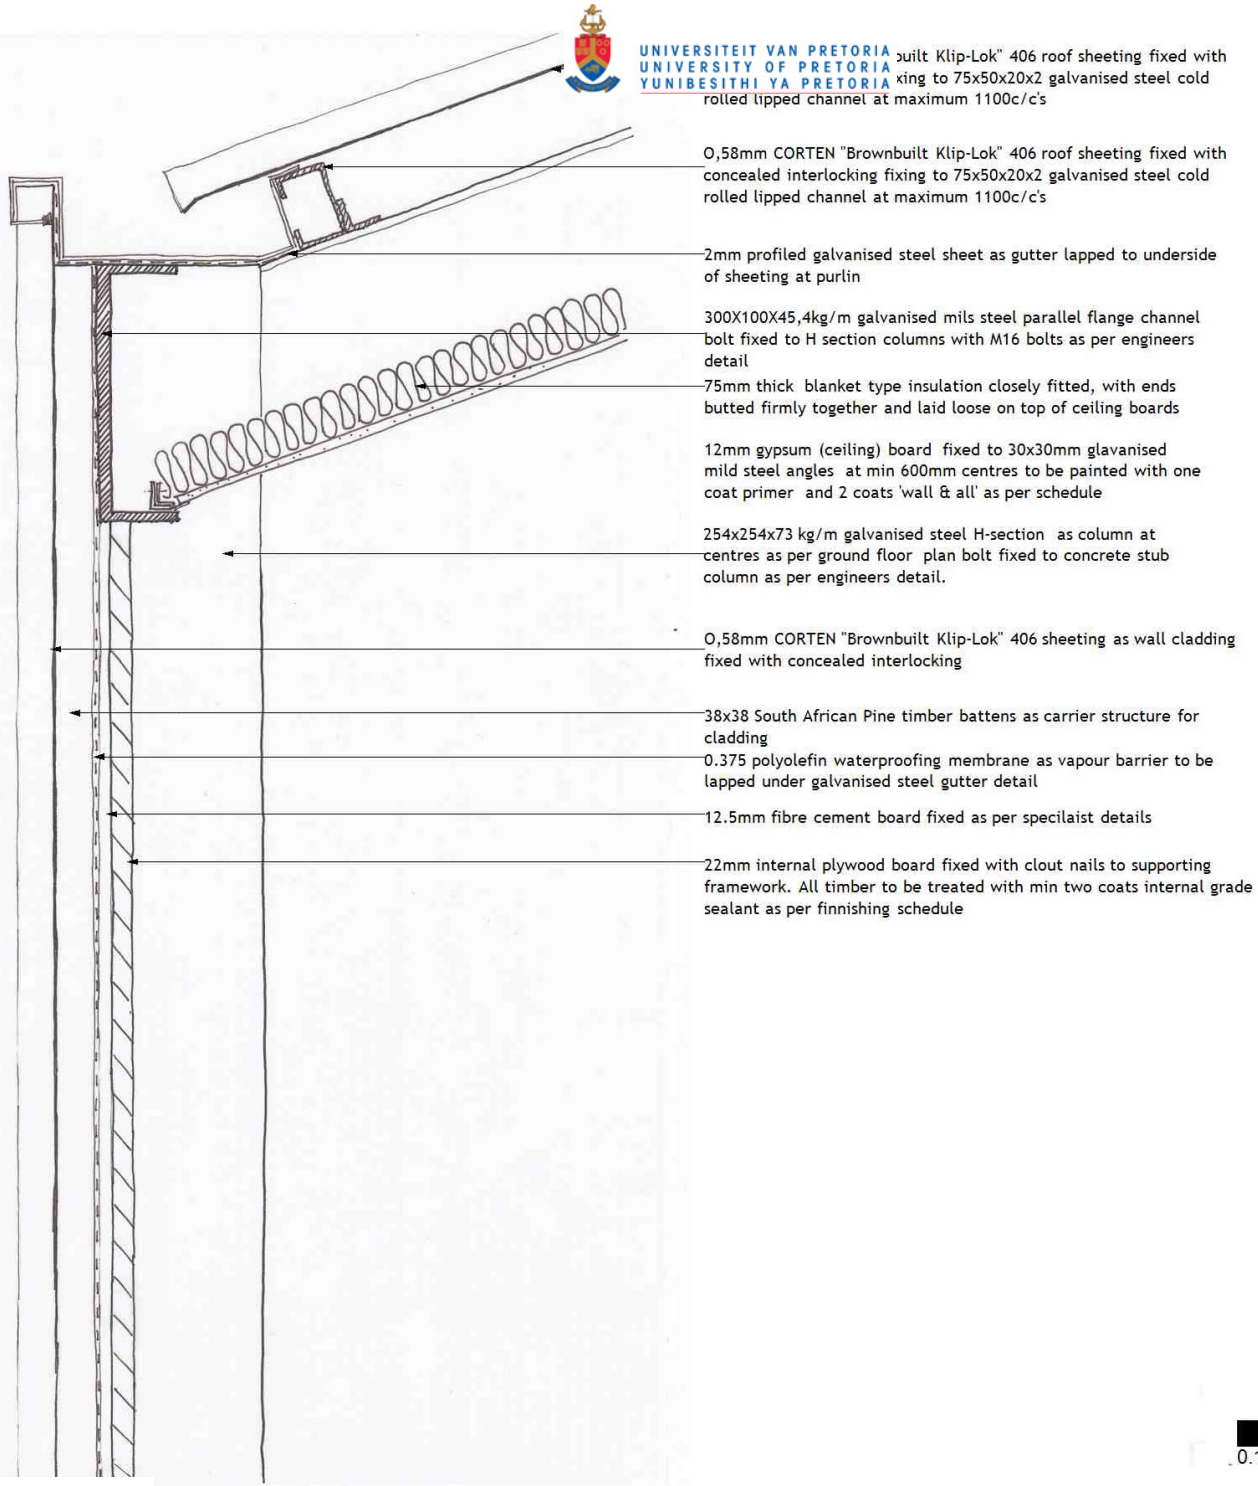 UNIVERSITEIT VAN PRETORIA
UNIVERSITY OF PRETORIA
YUNIBESITHI YA PRETORIA
Klip-Lok" 406 roof sheeting fixed with
to 75x50x20x2 galvanised steel cold
rolled lipped channel at maximum 1100c/c's
0,58mm CORTEN "Brownbuilt Klip-Lok" 406 roof sheeting fixed with
concealed interlocking fixing to 75x50x20x2 galvanised steel cold
rolled lipped channel at maximum 1100c/c's
2mm profiled galvanised steel sheet as gutter lapped to underside
of sheeting at purlin
300X100X45,4kg/m galvanised mils steel parallel flange channel
bolt fixed to H section columns with M16 bolts as per engineers
detail
75mm thick blanket type insulation closely fitted, with ends
butted firmly together and laid loose on top of ceiling boards
12mm gypsum (ceiling) board fixed to 30x30mm glavanised
mild steel angles at min 600mm centres to be painted with one
coat primer and 2 coats 'wall & all' as per schedule
254x254x73 kg/m galvanised steel H-section as column at
centres as per ground floor plan bolt fixed to concrete stub
column as per engineers detail.
0,58mm CORTEN "Brownbuilt Klip-Lok" 406 sheeting as wall cladding
fixed with concealed interlocking
38x38 South African Pine timber battens as carrier structure for
cladding
0.375 polyolefin waterproofing membrane as vapour barrier to be
lapped under galvanised steel gutter detail
12.5mm fibre cement board fixed as per specilaist details
22mm internal plywood board fixed with clout nails to supporting
framework. All timber to be treated with min two coats internal grade
sealant as per finnishing schedule